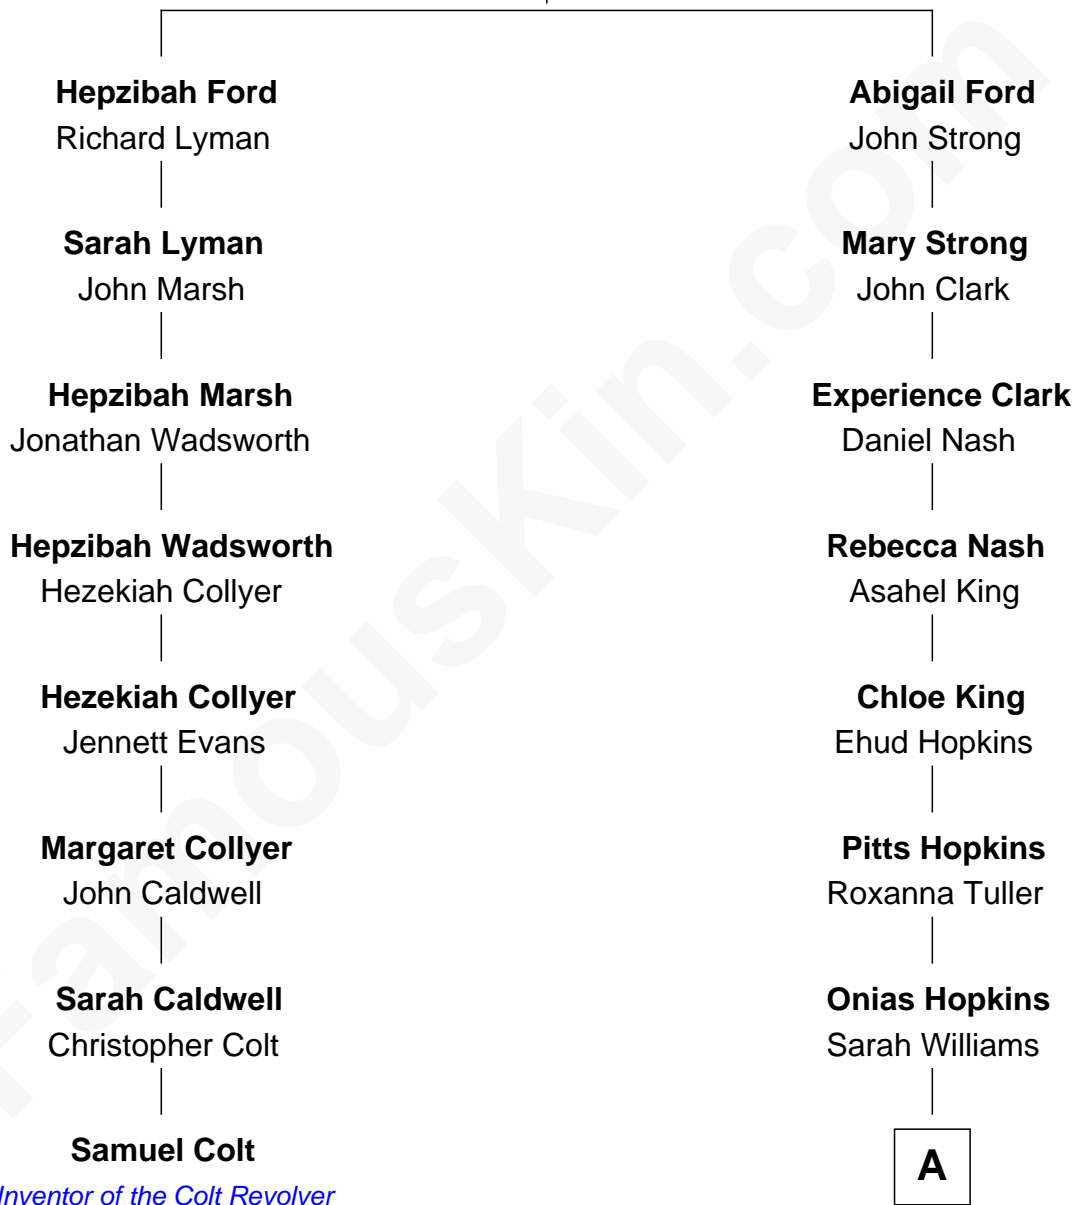 Hepzibah Ford
Richard Lyman
Sarah Lyman
John Marsh
Hepzibah Marsh
Jonathan Wadsworth
Hepzibah Wadsworth
Hezekiah Collyer
Hezekiah Collyer
Jennett Evans
Margaret Collyer
John Caldwell
Sarah Caldwell
Christopher Colt
Samuel Colt
Inventor of the Colt Revolver
Abigail Ford
John Strong
Mary Strong
John Clark
Experience Clark
Daniel Nash
Rebecca Nash
Asahel King
Chloe King
Ehud Hopkins
Pitts Hopkins
Roxanna Tuller
Onias Hopkins
Sarah Williams
A
FamousKin.com